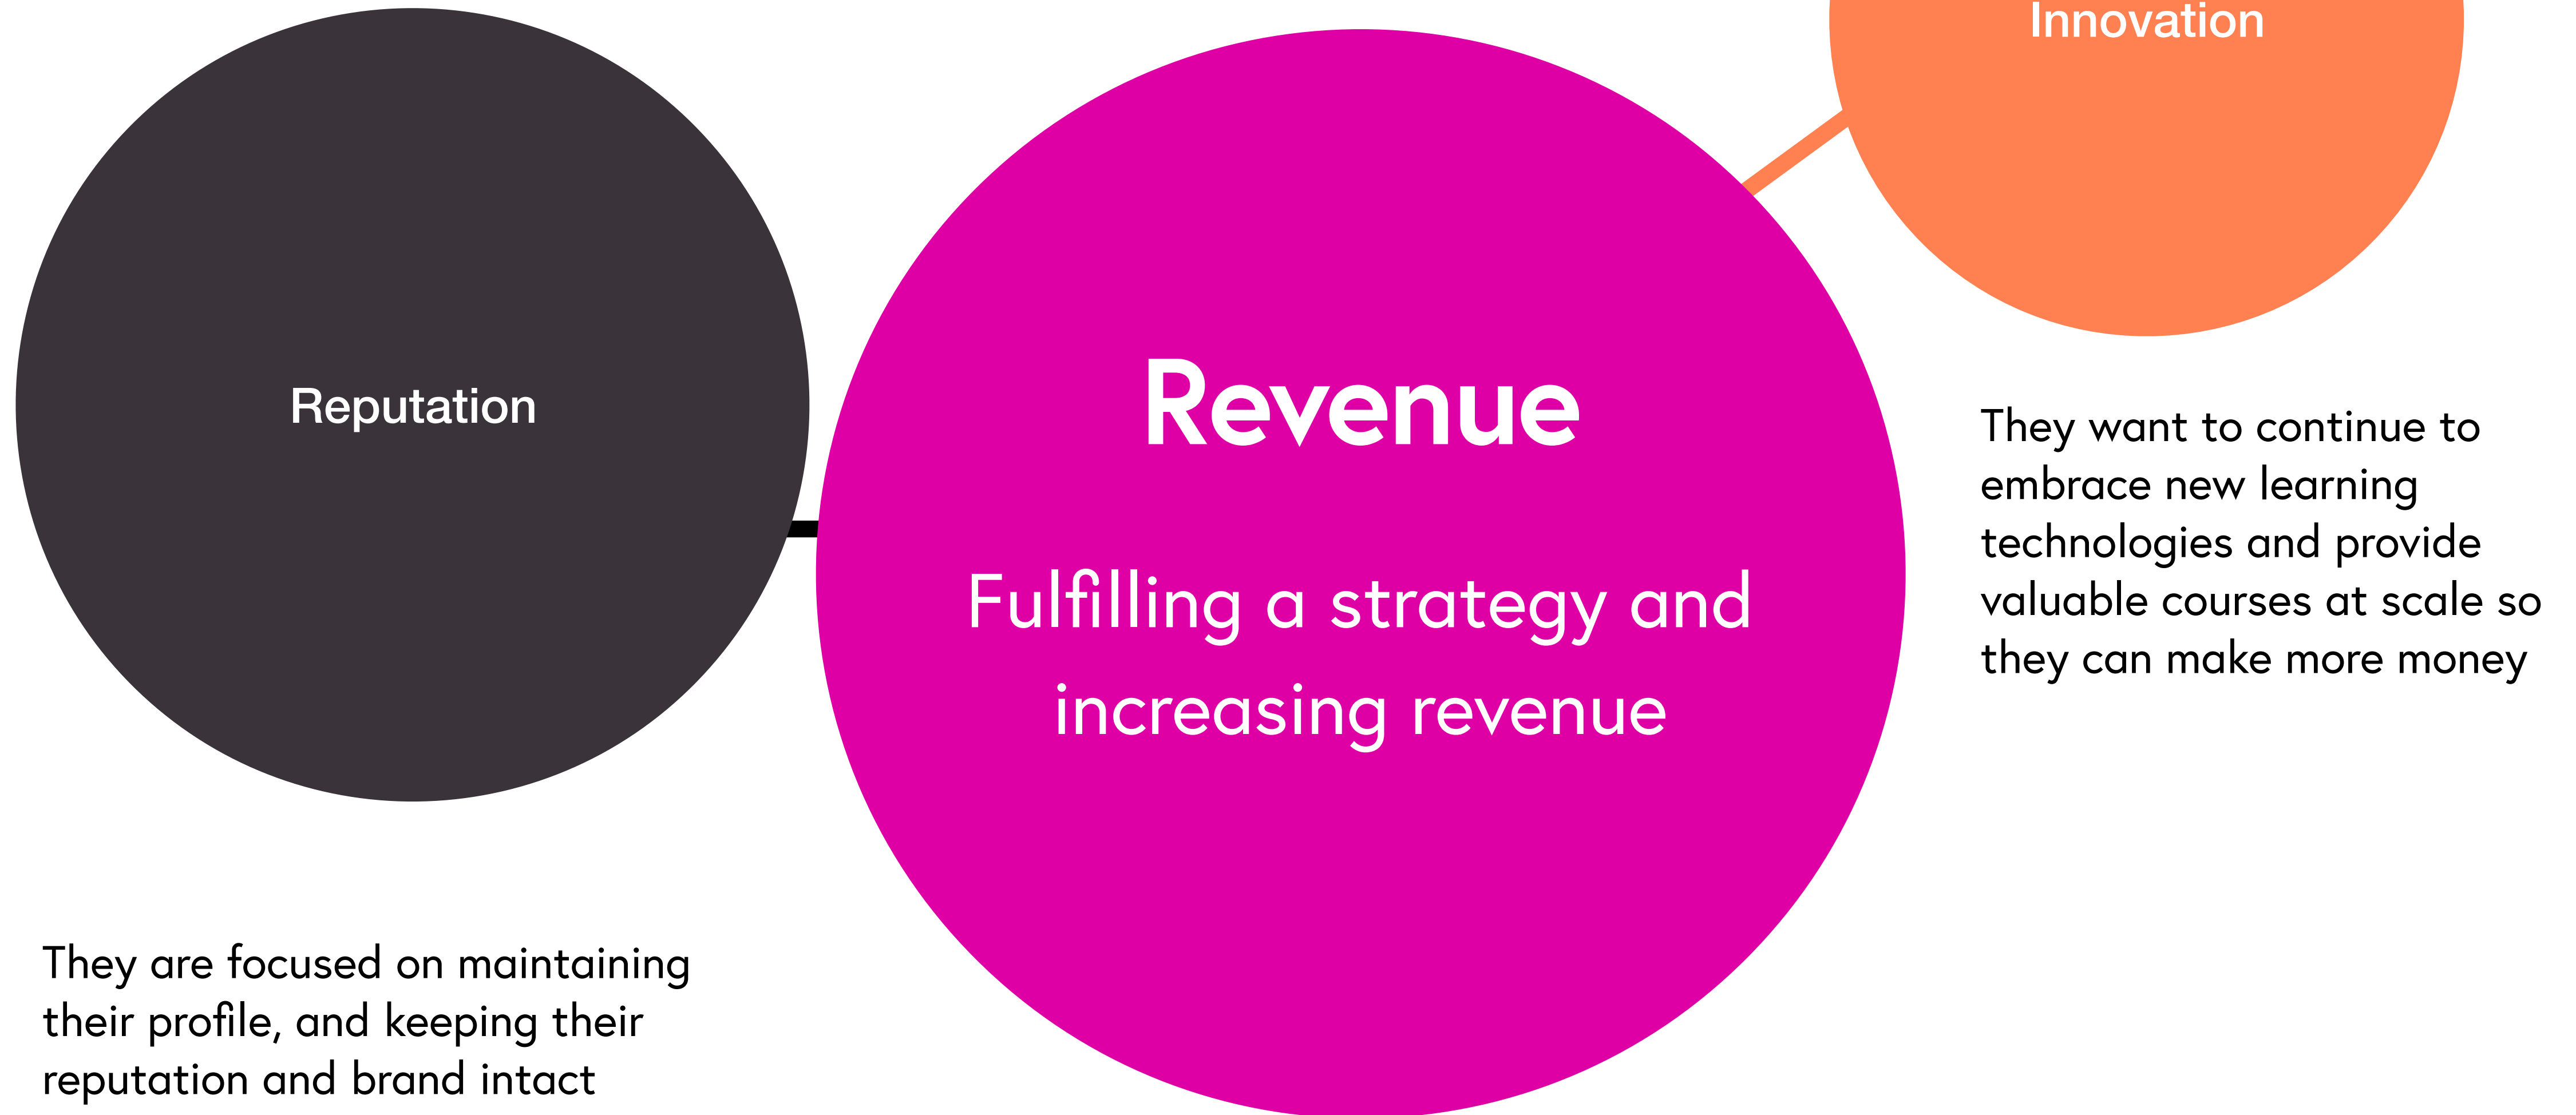 Innovation
Reputation
Revenue
Fulfilling a strategy and
increasing revenue
They want to continue to
embrace new learning
technologies and provide
valuable courses at scale so
they can make more money
They are focused on maintaining
their profile, and keeping their
reputation and brand intact